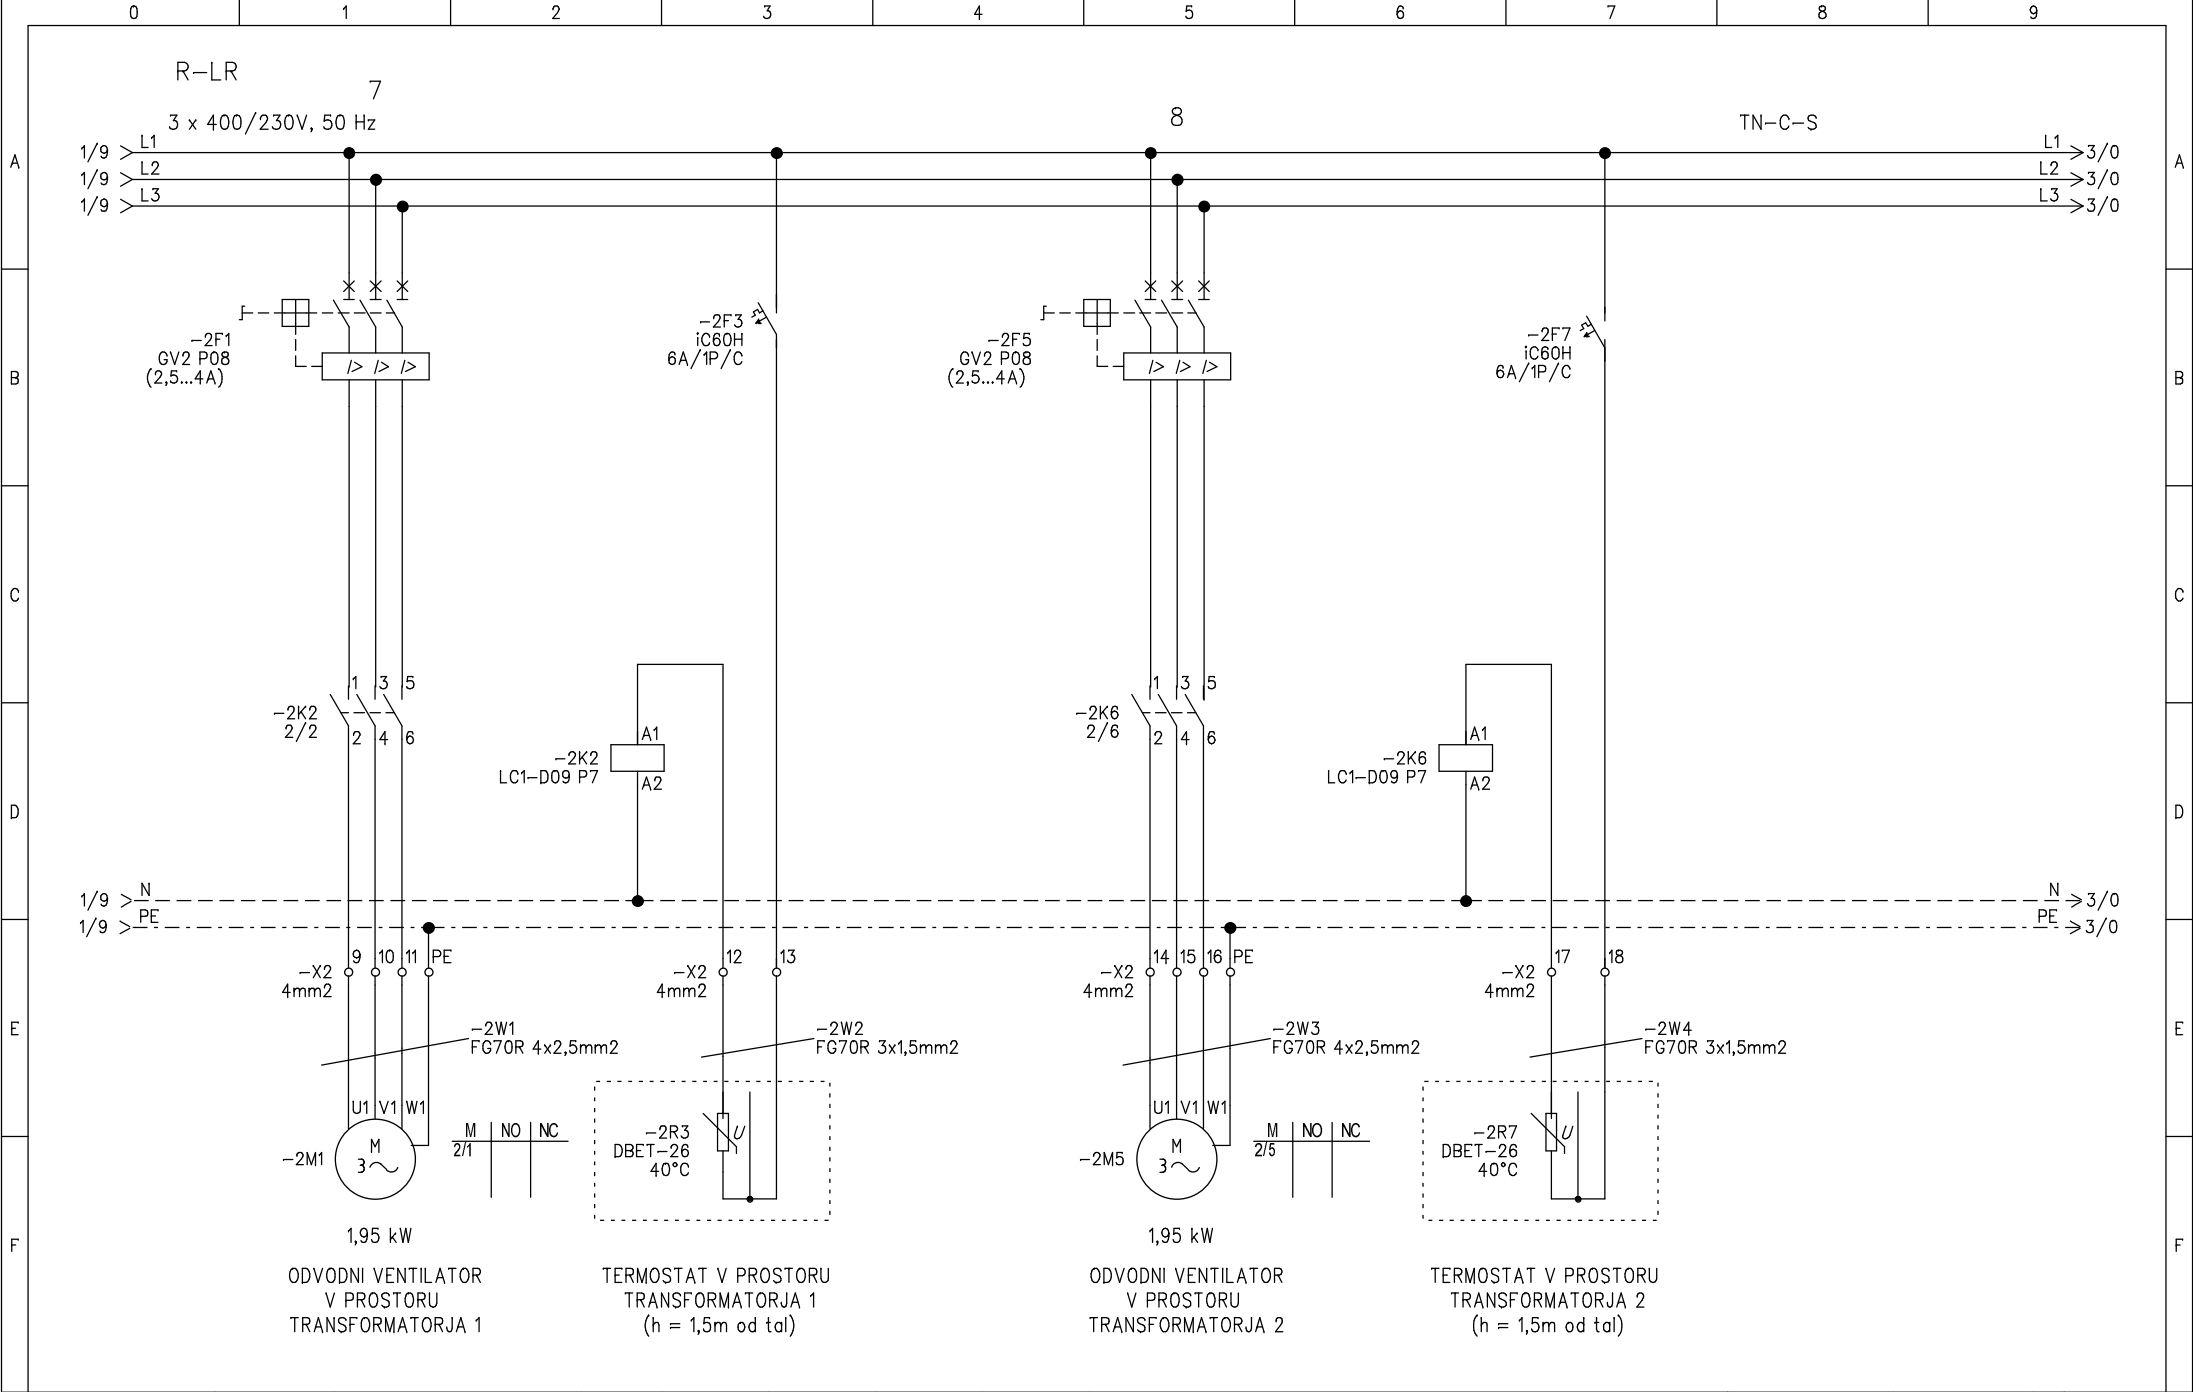 0 1 2 3 4 5 6 7 8 9
R-LR
7
8
3 x 400/230V, 50 Hz
TN-C-S
A
1/9 L1
L1 3/0
1/9 L2
L2 3/0
1/9 L3
L3 3/0
A
-2F1
GV2 P08
(2,5...4A)
I> I> I>
-2F3
iC60H
6A/1P/C
-2F5
GV2 P08
(2,5...4A)
I> I> I>
-2F7
iC60H
6A/1P/C
B
B
C
C
1 3 5
-2K2
2/2
2 4 6
A1
-2K2
LC1-D09 P7
A2
1 3 5
-2K6
2/6
2 4 6
A1
-2K6
LC1-D09 P7
A2
D
D
1/9 N
N 3/0
1/9 PE
PE 3/0
9 10 11 PE
-X2
4mm2
12 13
-X2
4mm2
14 15 16 PE
-X2
4mm2
17 18
-X2
4mm2
E
E
-2W1
FG7OR 4x2,5mm2
-2W2
FG7OR 3x1,5mm2
-2W3
FG7OR 4x2,5mm2
-2W4
FG7OR 3x1,5mm2
U1 V1 W1
M
3
-2M1
M NO NC
2/1
-2R3
DBET-26
40°C
U
U1 V1 W1
M
3
-2M5
M NO NC
2/5
-2R7
DBET-26
40°C
U
F
F
1,95 kW
ODVODNI VENTILATOR
V PROSTORU
TRANSFORMATORJA 1
TERMOSTAT V PROSTORU
TRANSFORMATORJA 1
(h = 1,5m od tal)
1,95 kW
ODVODNI VENTILATOR
V PROSTORU
TRANSFORMATORJA 2
TERMOSTAT V PROSTORU
TRANSFORMATORJA 2
(h = 1,5m od tal)